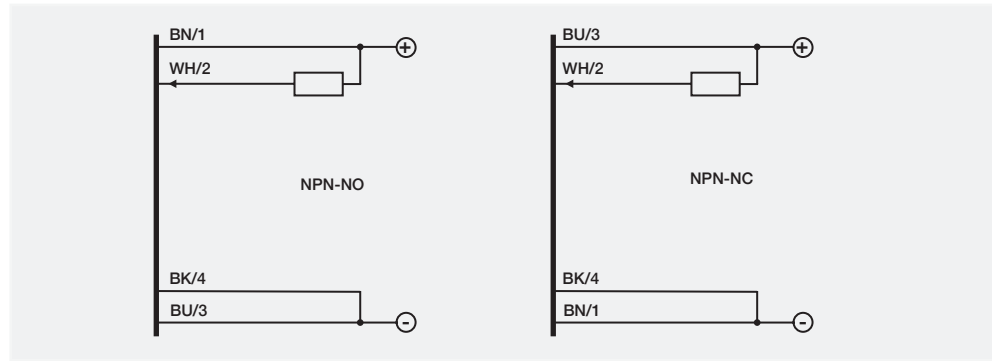 BN/1
WH/2
+
NPN-NO
BK/4
BU/3
-
BU/3
WH/2
+
NPN-NC
BK/4
BN/1
-